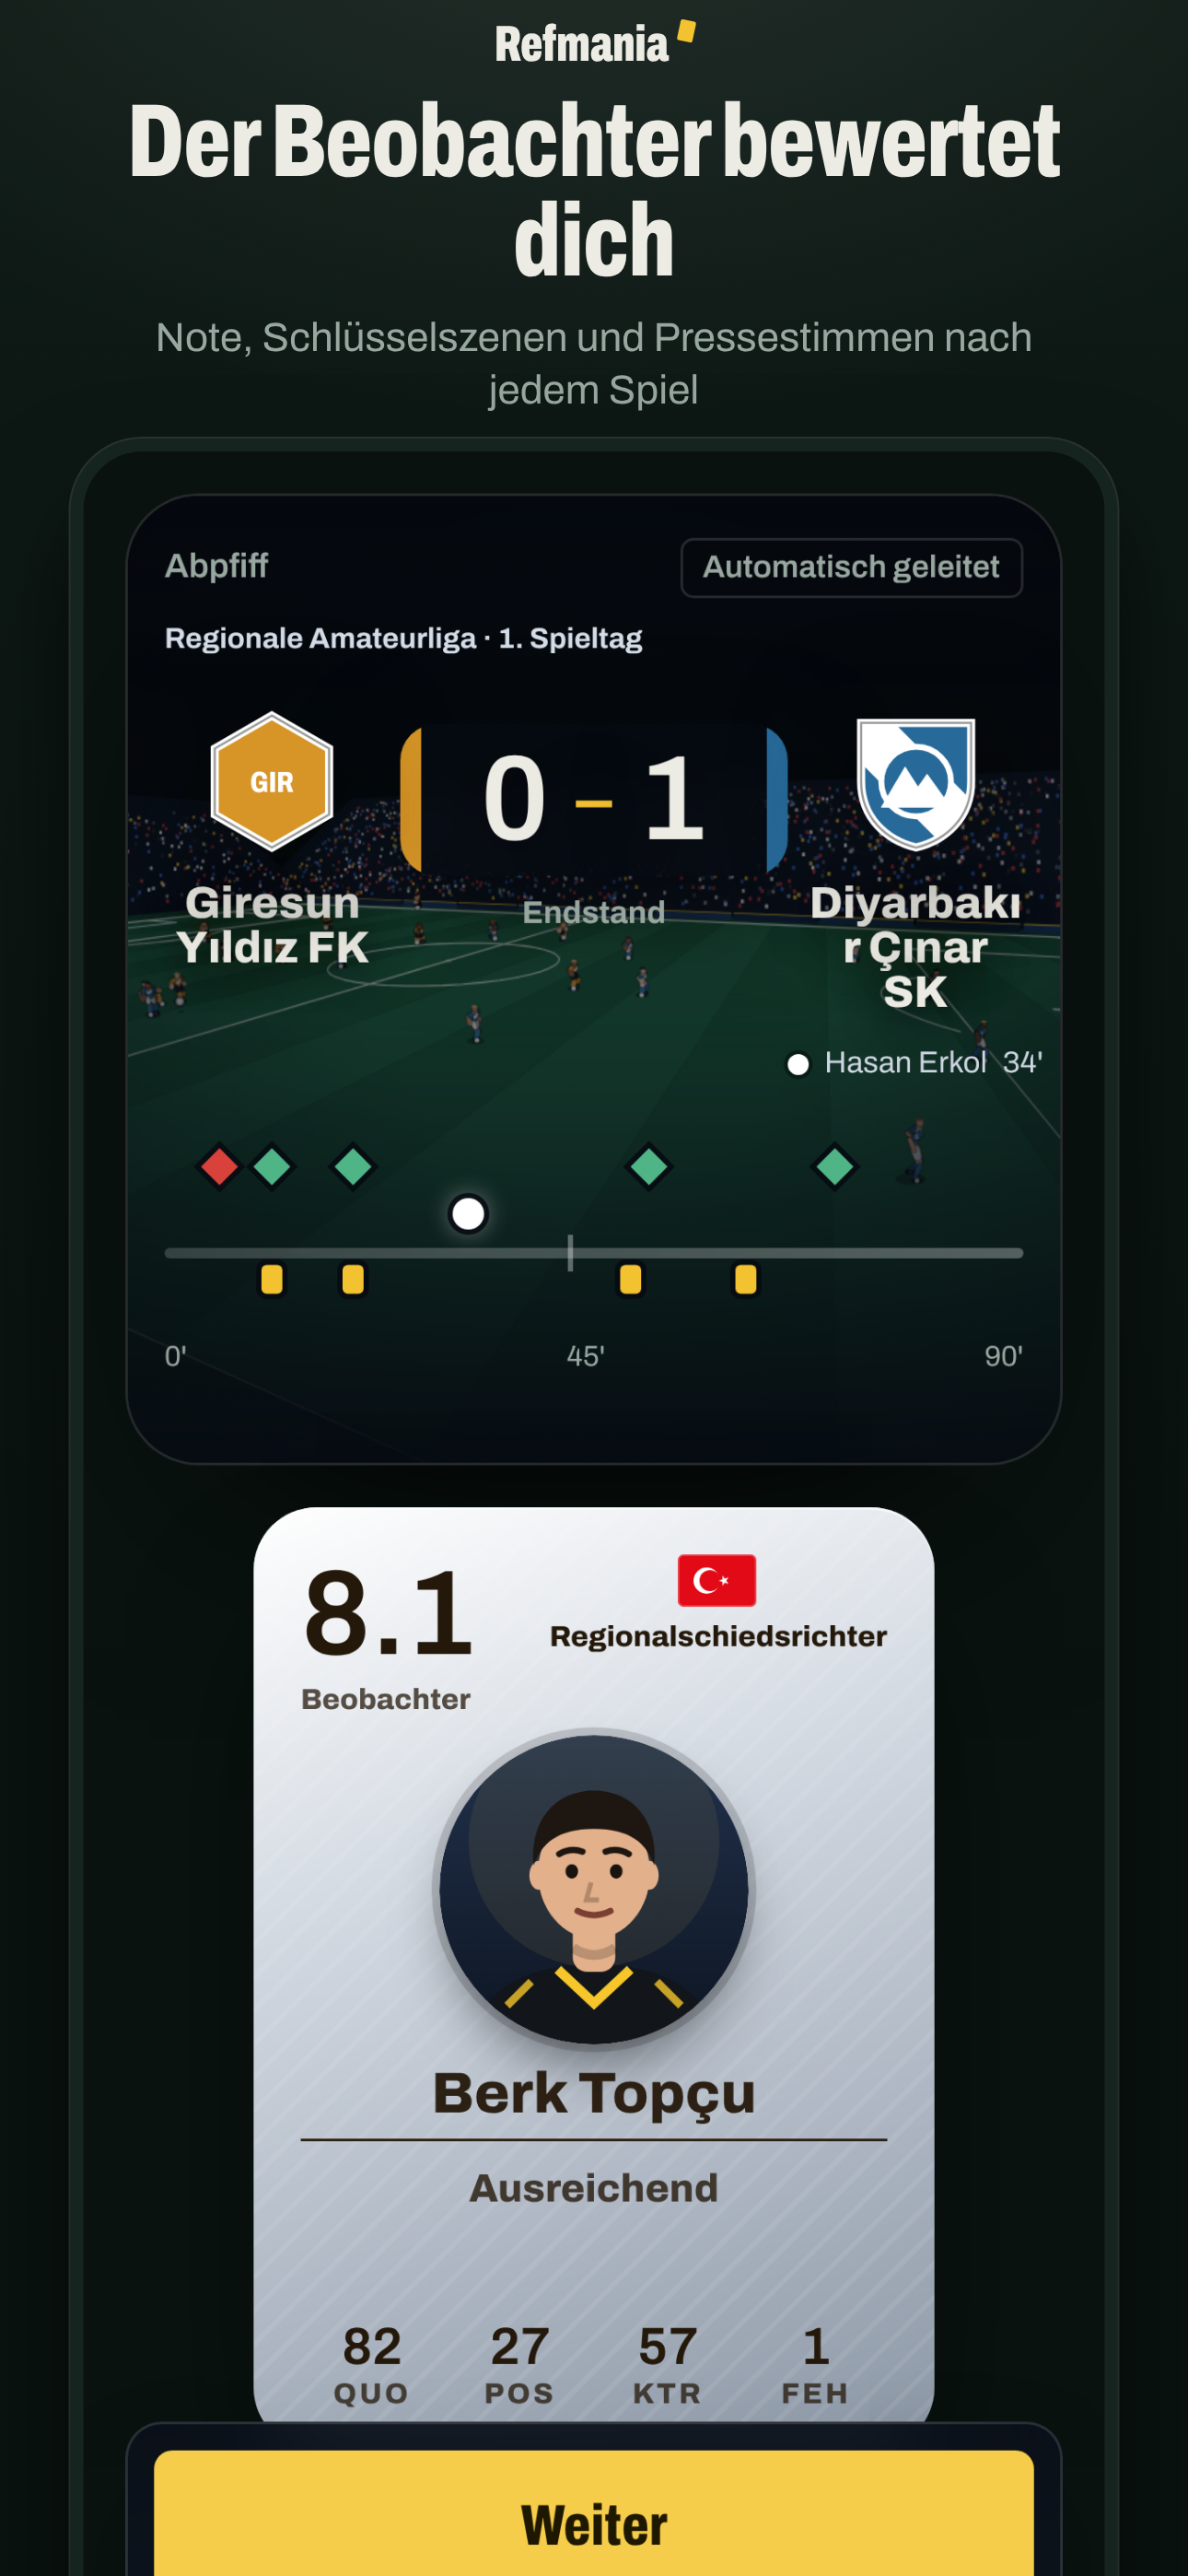 Refmania
Der Beobachter bewertet
dich
Note, Schlüsselszenen und Pressestimmen nach
jedem Spiel
Abpfiff
Automatisch geleitet
Regionale Amateurliga · 1. Spieltag
GIR
0 – 1
Giresun
Yıldız FK
Endstand
Diyarbakı
r Çınar
SK
Hasan Erkol 34'
0'
45'
90'
8.1
Beobachter
Regionalschiedsrichter
Berk Topçu
Ausreichend
82
27
57
1
QUO
POS
KTR
FEH
Weiter